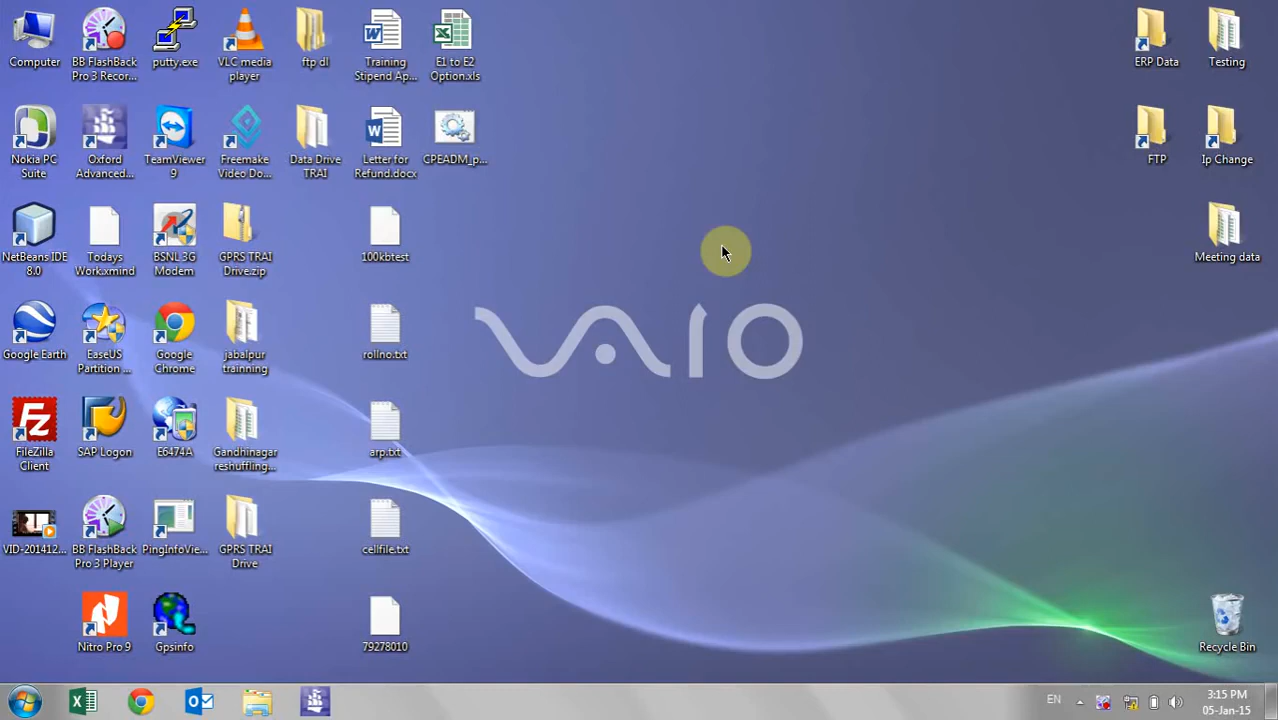 Computer
BB FlashBack
Pro 3 Recor...
putty.exe
VLC media
player
ftp dl
Training
Stipend Ap...
E1 to E2
Option.xls
ERP Data
Testing
Nokia PC
Suite
Oxford
Advanced...
TeamViewer
9
Freemake
Video Do...
Data Drive
TRAI
Letter for
Refund.docx
CPEADM_p...
FTP
Ip Change
NetBeans IDE
8.0
Todays
Work.xmind
BSNL 3G
Modem
GPRS TRAI
Drive.zip
100kbtest
Meeting data
VAIO
Google Earth
EaseUS
Partition ...
Google
Chrome
jabalpur
trainning
rollno.txt
FileZilla
Client
SAP Logon
E6474A
Gandhinagar
reshuffling...
arp.txt
VID-201412...
BB FlashBack
Pro 3 Player
PingInfoVie...
GPRS TRAI
Drive
cellfile.txt
Nitro Pro 9
Gpsinfo
79278010
Recycle Bin
EN
3:15 PM
05-Jan-15